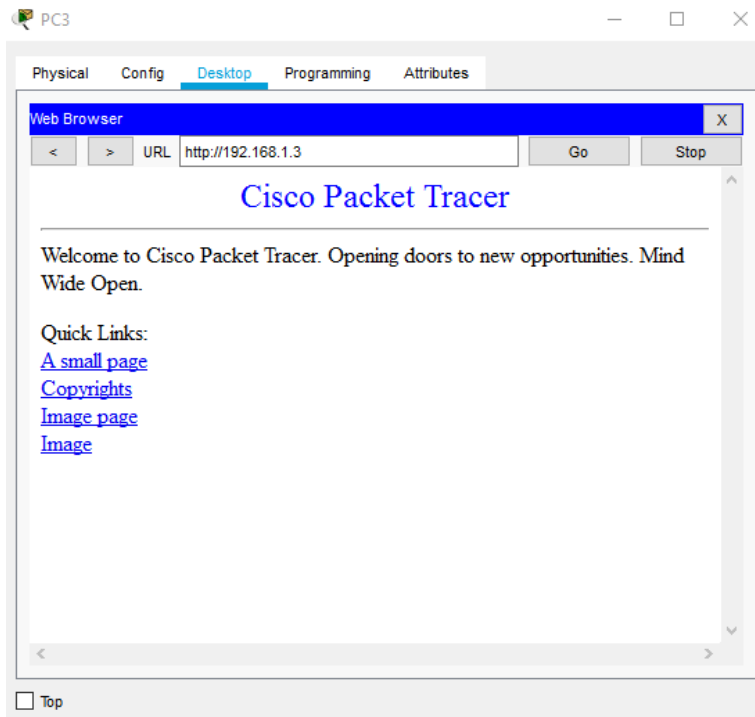 PC3
Physical Config Desktop Programming Attributes
Web Browser X
< > URL http://192.168.1.3 Go Stop
Cisco Packet Tracer
Welcome to Cisco Packet Tracer. Opening doors to new opportunities. Mind
Wide Open.
Quick Links:
A small page
Copyrights
Image page
Image
Top